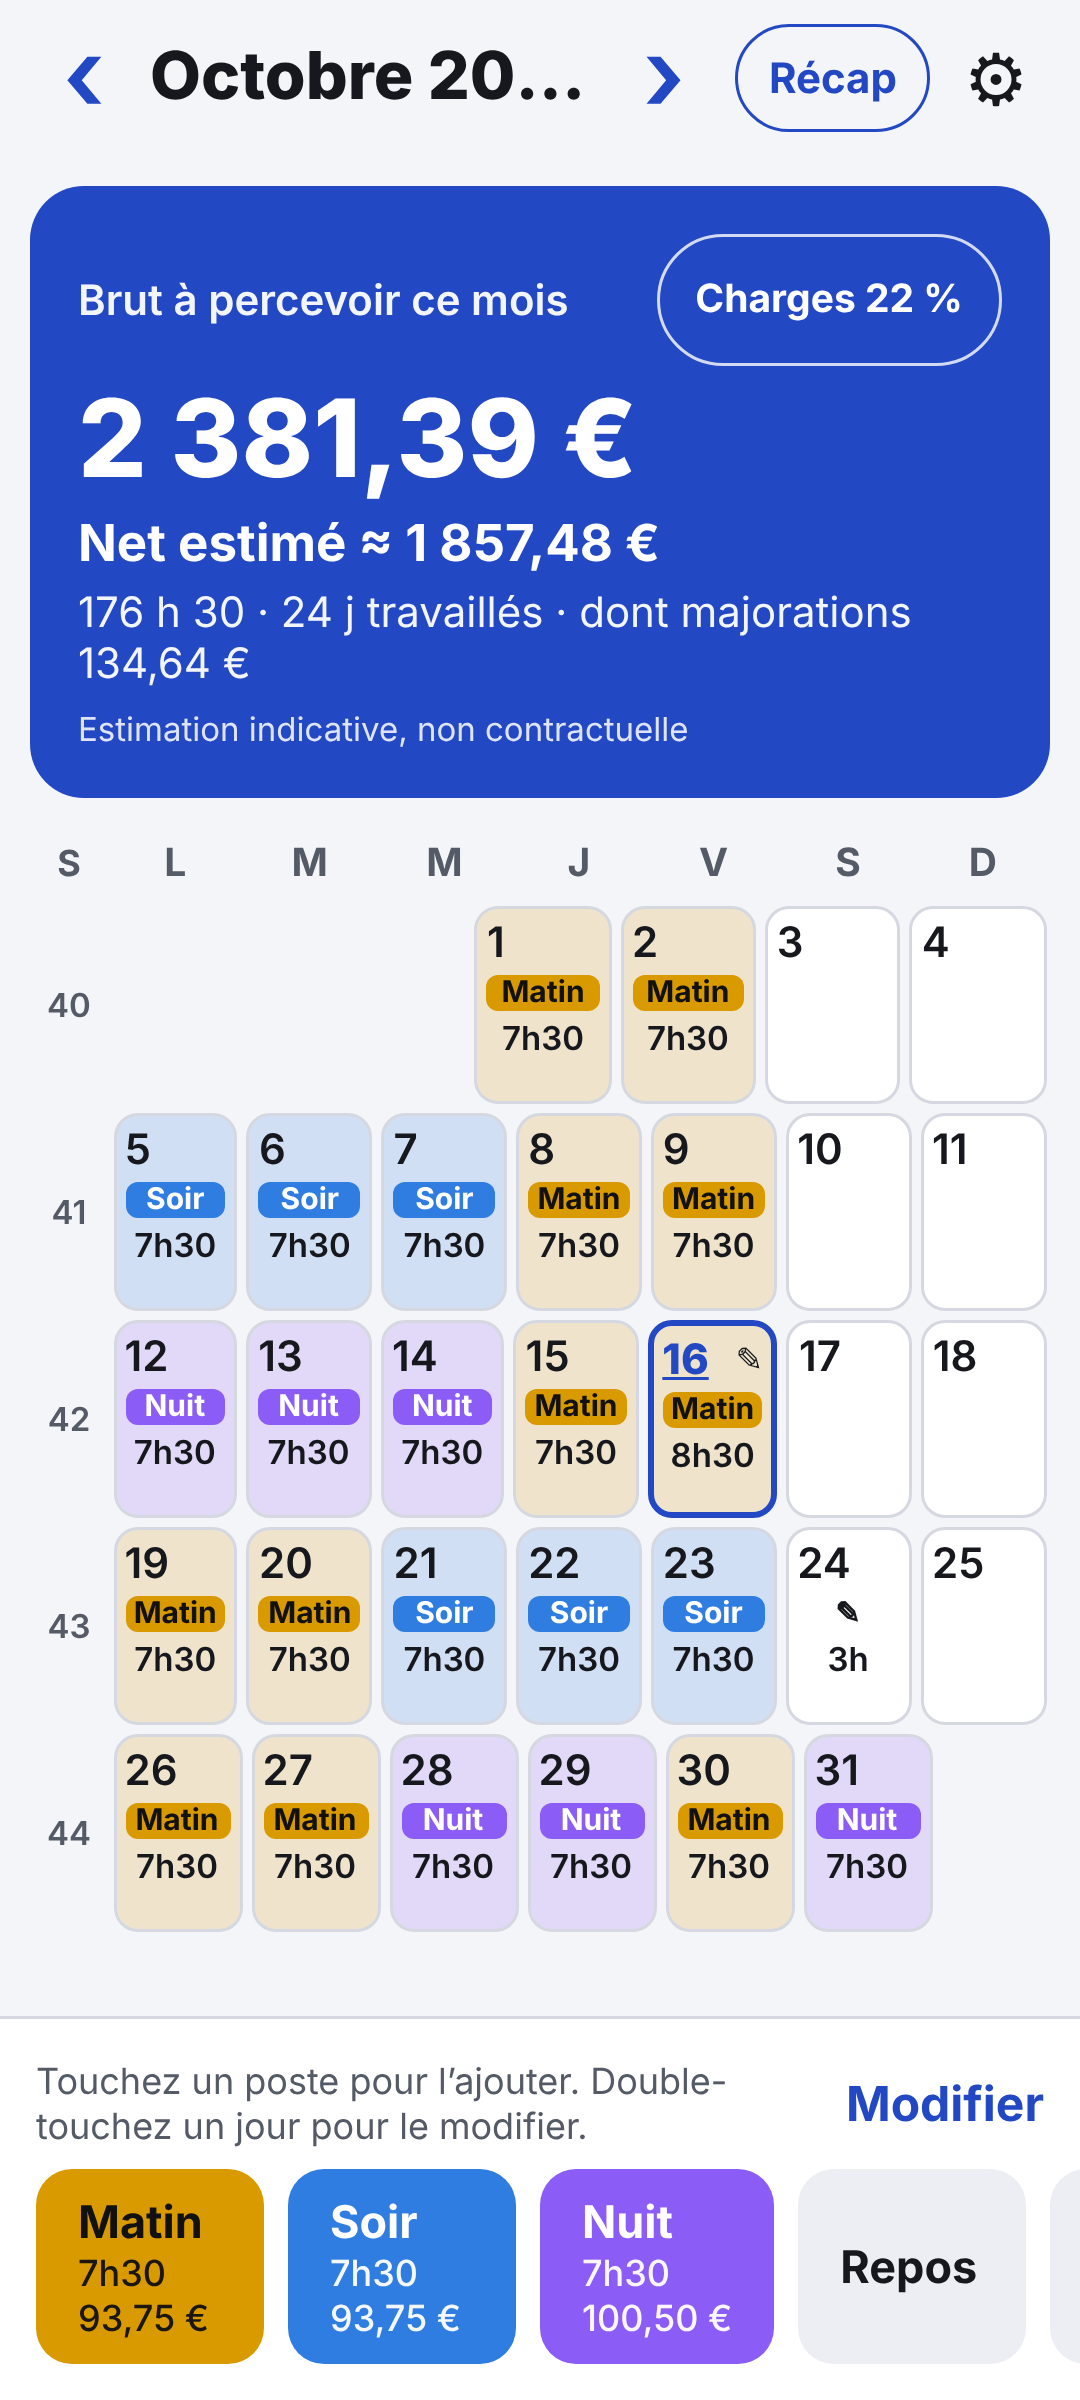 Octobre 20...
Récap
Brut à percevoir ce mois
Charges 22 %
2 381,39 €
Net estimé ≈ 1 857,48 €
176 h 30 · 24 j travaillés · dont majorations
134,64 €
Estimation indicative, non contractuelle
S L M M J V S D
40
1 2 3 4
Matin Matin
7h30 7h30
41
5 6 7 8 9 10 11
Soir Soir Soir Matin Matin
7h30 7h30 7h30 7h30 7h30
42
12 13 14 15 16 17 18
Nuit Nuit Nuit Matin Matin
7h30 7h30 7h30 7h30 8h30
43
19 20 21 22 23 24 25
Matin Matin Soir Soir Soir
7h30 7h30 7h30 7h30 7h30 3h
44
26 27 28 29 30 31
Matin Matin Nuit Nuit Matin Nuit
7h30 7h30 7h30 7h30 7h30 7h30
Touchez un poste pour l’ajouter. Double-
touchez un jour pour le modifier.
Modifier
Matin
7h30
93,75 €
Soir
7h30
93,75 €
Nuit
7h30
100,50 €
Repos